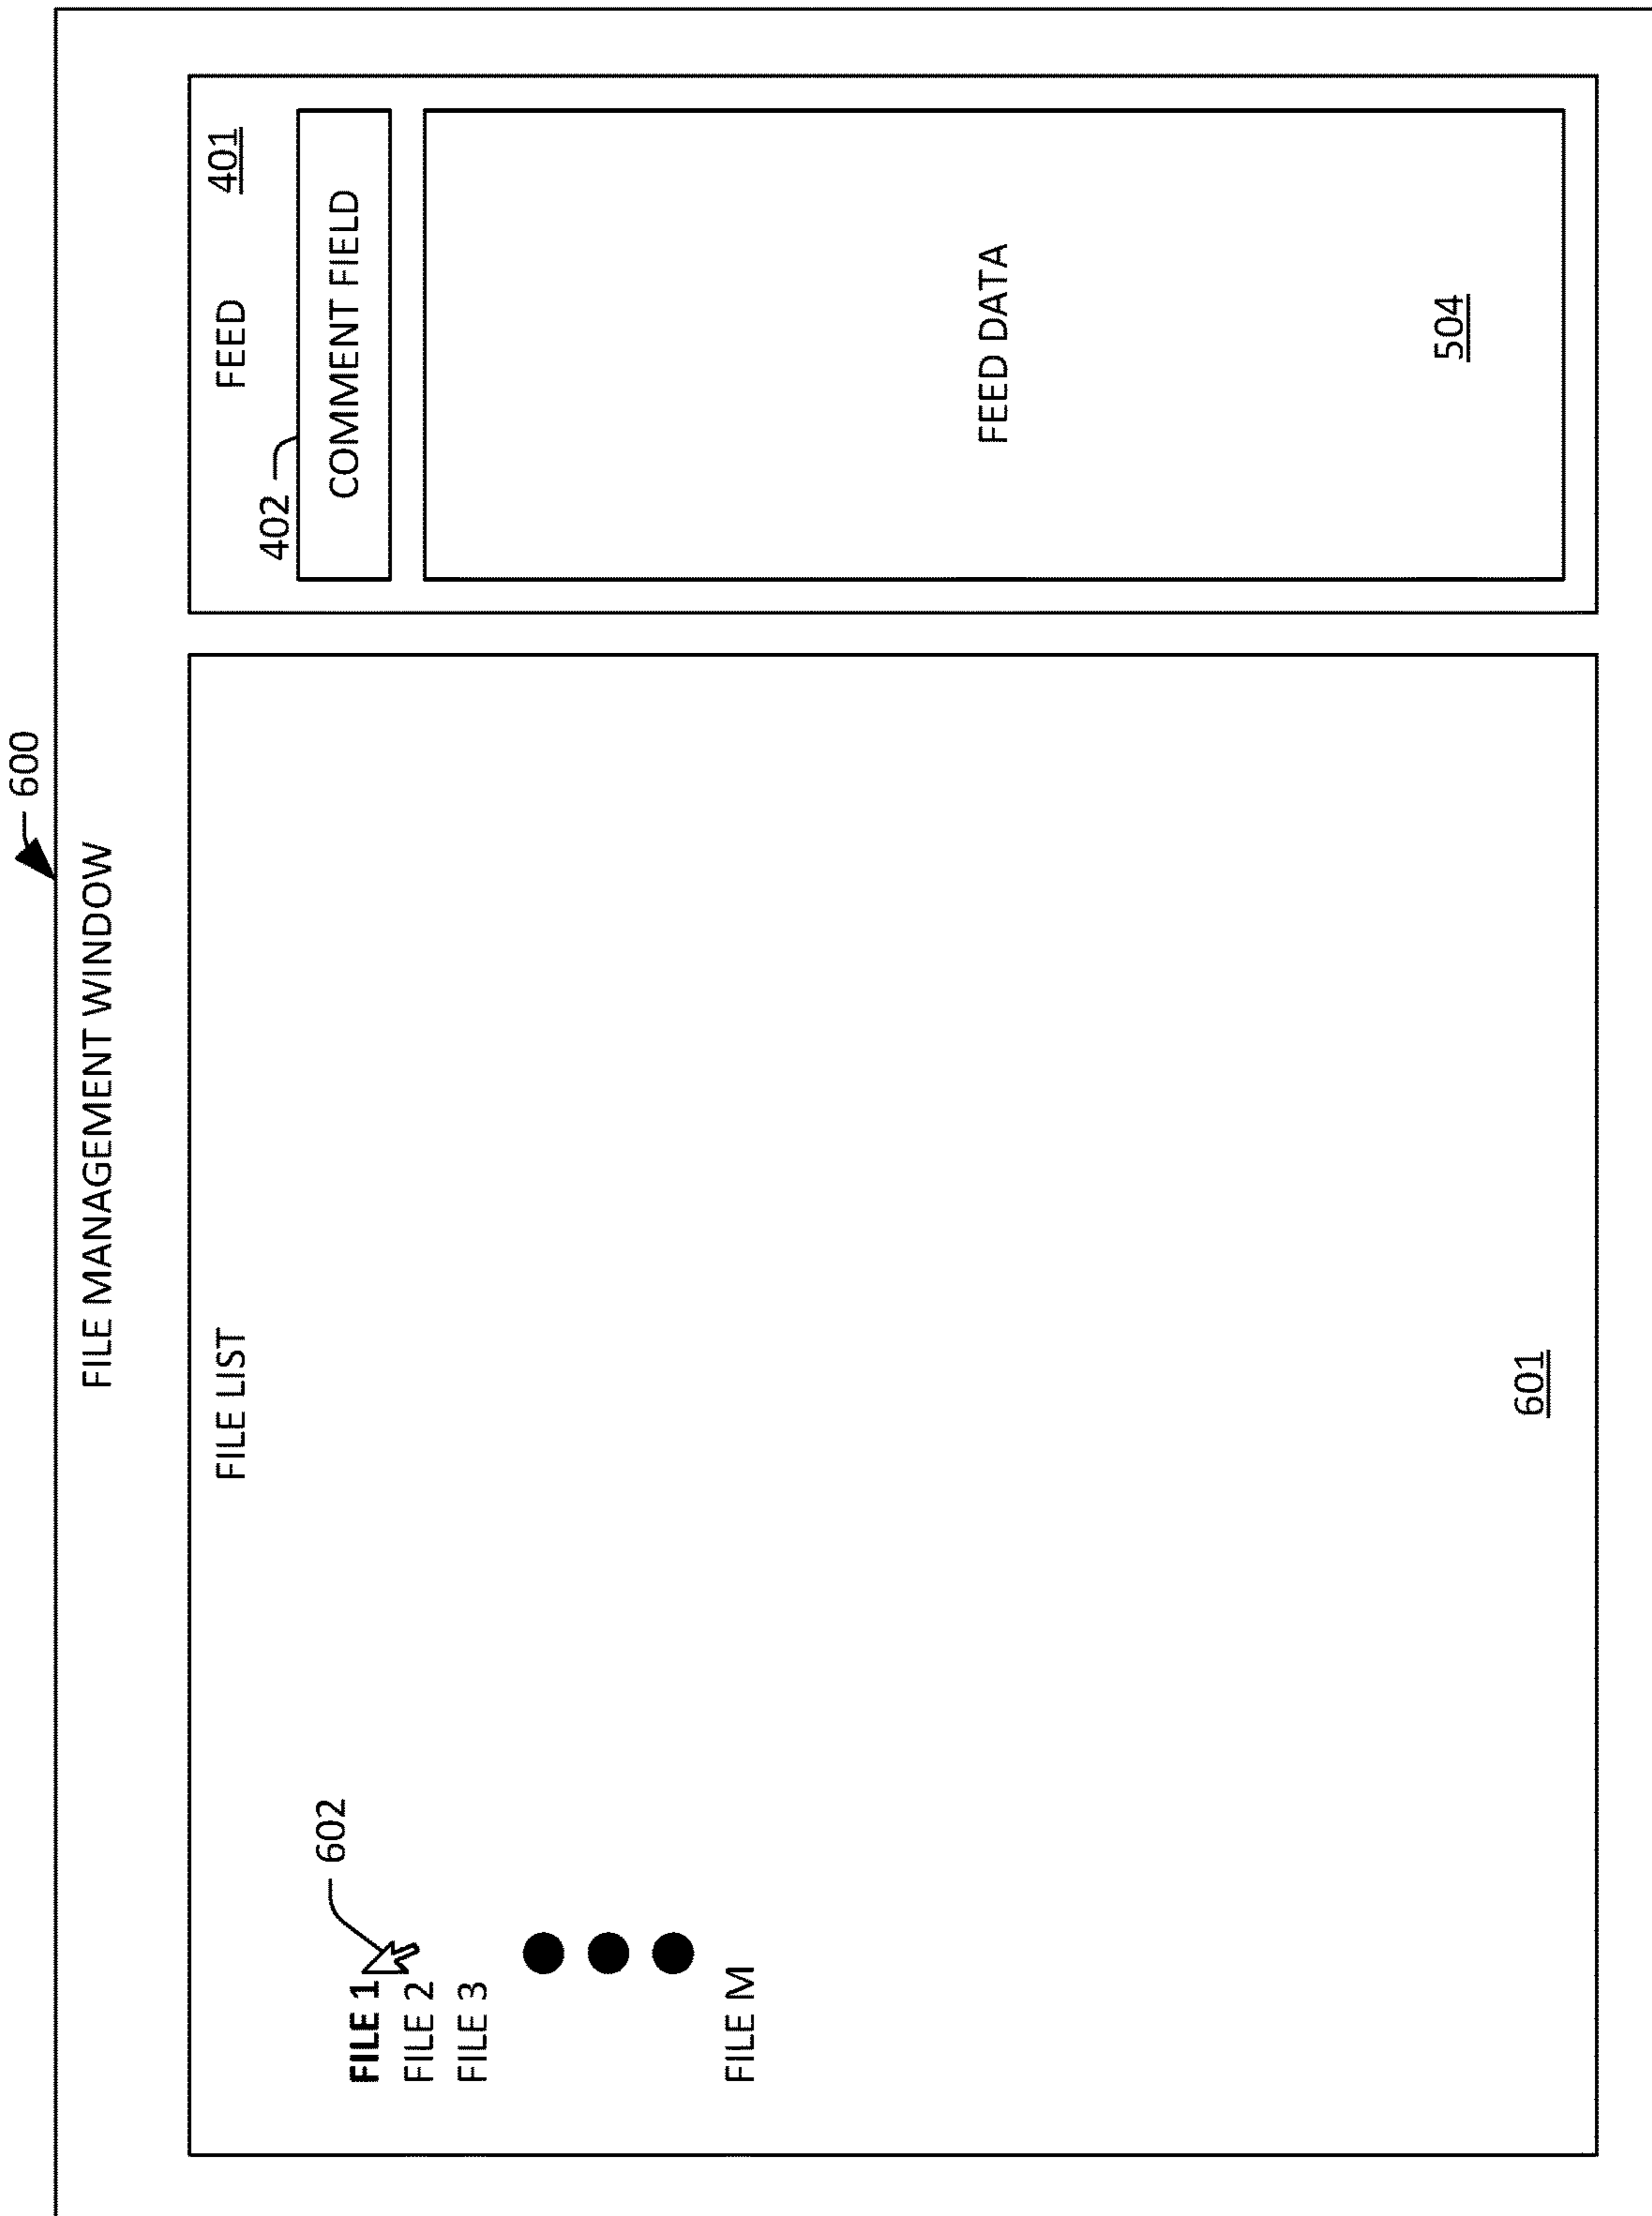 600
FILE MANAGEMENT WINDOW
FILE LIST
602
FILE 1
FILE 2
FILE 3
FILE M
601
FEED 401
402
COMMENT FIELD
FEED DATA
504